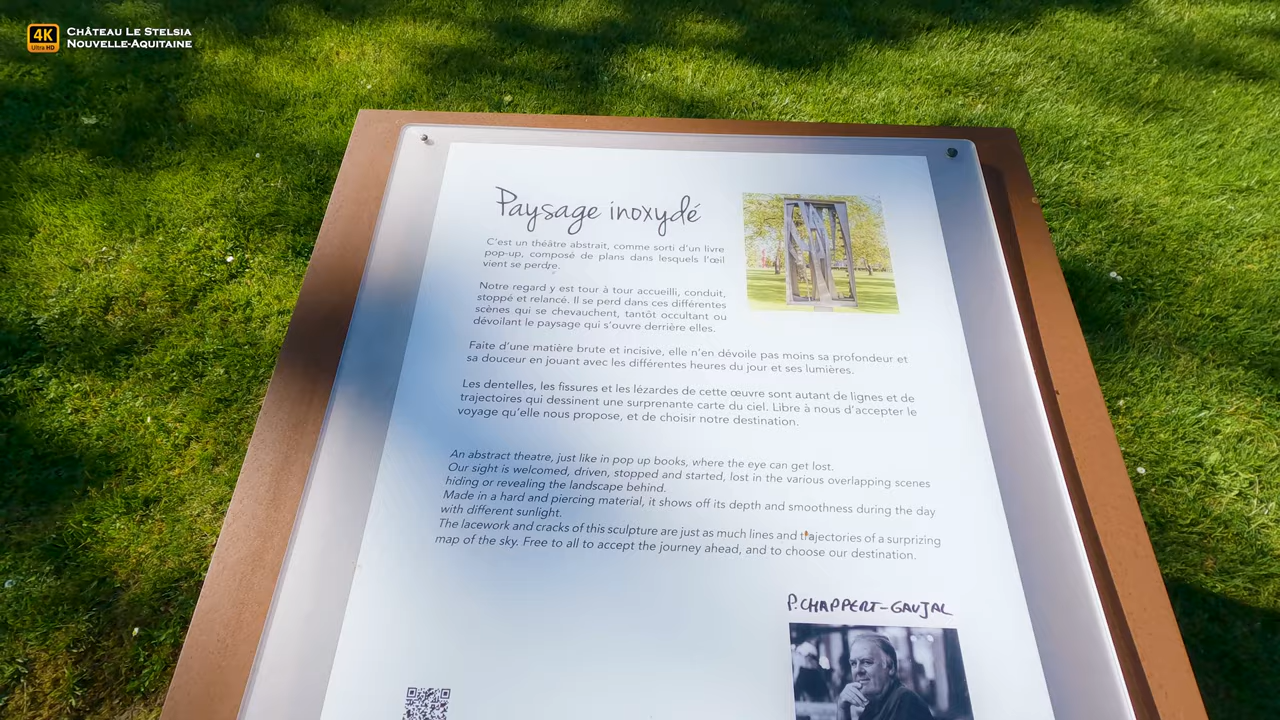 4K
Ultra HD
Château Le Stelsia
Nouvelle-Aquitaine
Paysage inoxydé
C'est un théâtre abstrait, comme sorti d'un livre
pop-up, composé de plans dans lesquels l'œil
vient se perdre.
Notre regard y est tour à tour accueilli, conduit,
stoppé et relancé. Il se perd dans ces différentes
scènes qui se chevauchent, tantôt occultant ou
dévoilant le paysage qui s'ouvre derrière elles.
Faite d'une matière brute et incisive, elle n'en dévoile pas moins sa profondeur et
sa douceur en jouant avec les différentes heures du jour et ses lumières.
Les dentelles, les fissures et les lézardes de cette œuvre sont autant de lignes et de
trajectoires qui dessinent une surprenante carte du ciel. Libre à nous d'accepter le
voyage qu'elle nous propose, et de choisir notre destination.
An abstract theatre, just like in pop up books, where the eye can get lost.
Our sight is welcomed, driven, stopped and started, lost in the various overlapping scenes
hiding or revealing the landscape behind.
Made in a hard and piercing material, it shows off its depth and smoothness during the day
with different sunlight.
The lacework and cracks of this sculpture are just as much lines and trajectories of a surprizing
map of the sky. Free to all to accept the journey ahead, and to choose our destination.
P. CHAPPERT-GAUJAL